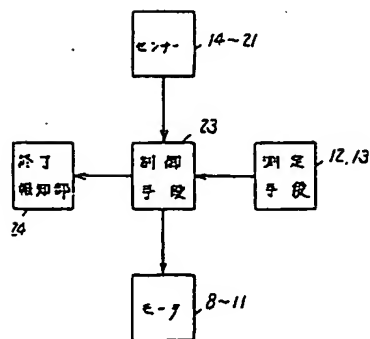 センサー
14~21
23
終了
報知部
24
制御
手段
測定
手段
12,13
モータ
8~11